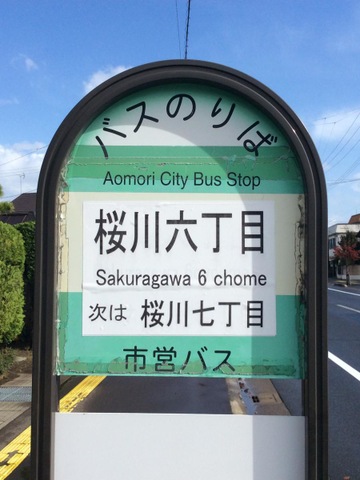 バスのりば
Aomori City Bus Stop
桜川六丁目
Sakuragawa 6 chome
次は 桜川七丁目
市営バス